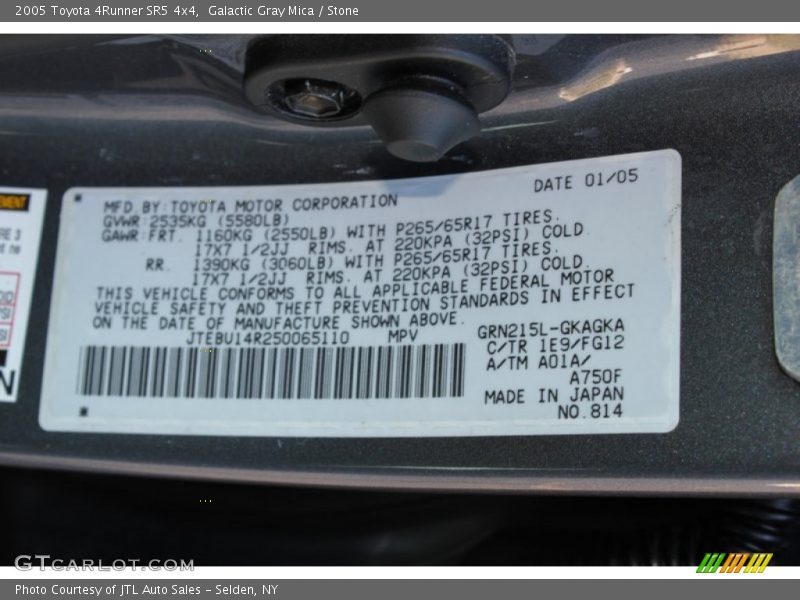 2005 Toyota 4Runner SR5 4x4,  Galactic Gray Mica / Stone
DATE 01/05
MFD.BY:TOYOTA MOTOR CORPORATION
GVWR:2535KG (5580LB)
GAWR:FRT. 1160KG (2550LB) WITH P265/65R17 TIRES.
17X7 1/2JJ RIMS. AT 220KPA (32PSI) COLD.
RR. 1390KG (3060LB) WITH P265/65R17 TIRES.
17X7 1/2JJ RIMS. AT 220KPA (32PSI) COLD.
THIS VEHICLE CONFORMS TO ALL APPLICABLE FEDERAL MOTOR
VEHICLE SAFETY AND THEFT PREVENTION STANDARDS IN EFFECT
ON THE DATE OF MANUFACTURE SHOWN ABOVE.
JTEBU14R250065110 MPV
GRN215L-GKAGKA
C/TR 1E9/FG12
A/TM A01A/
A750F
MADE IN JAPAN
NO.814
GTCARLOT.COM
Photo Courtesy of JTL Auto Sales - Selden, NY